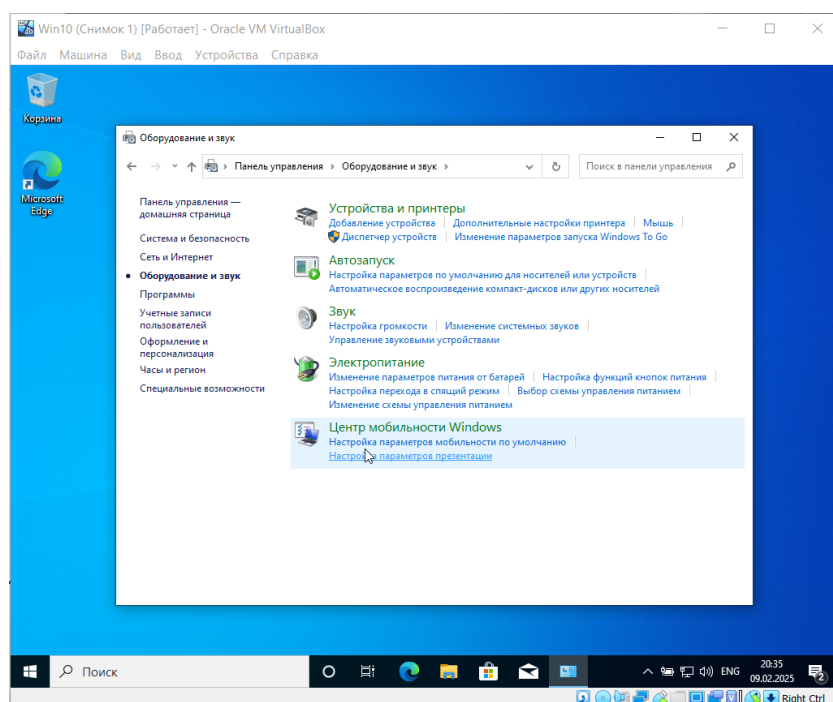 Win10 (Снимок 1) [Работает] - Oracle VM VirtualBox
Файл Машина Вид Ввод Устройства Справка
Корзина
Microsoft
Edge
Оборудование и звук
Панель управления › Оборудование и звук ›
Поиск в панели управления
Панель управления —
домашняя страница
Система и безопасность
Сеть и Интернет
Оборудование и звук
Программы
Учетные записи
пользователей
Оформление и
персонализация
Часы и регион
Специальные возможности
Устройства и принтеры
Добавление устройства Дополнительные настройки принтера Мышь
Диспетчер устройств Изменение параметров запуска Windows To Go
Автозапуск
Настройка параметров по умолчанию для носителей или устройств
Автоматическое воспроизведение компакт-дисков или других носителей
Звук
Настройка громкости Изменение системных звуков
Управление звуковыми устройствами
Электропитание
Изменение параметров питания от батарей Настройка функций кнопок питания
Настройка перехода в спящий режим Выбор схемы управления питанием
Изменение схемы управления питанием
Центр мобильности Windows
Настройка параметров мобильности по умолчанию
Настройка параметров презентации
Поиск
ENG
20:35
09.02.2025
2
Right Ctrl